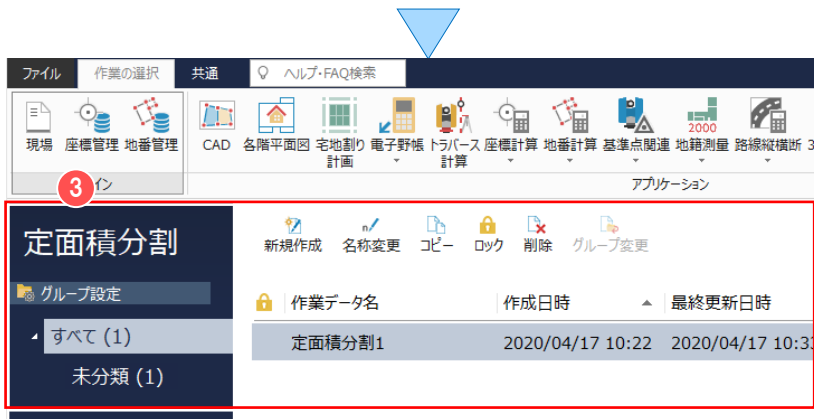 ファイル 作業の選択 共通 ヘルプ・FAQ検索
現場 座標管理 地番管理 CAD 各階平面図 宅地割り計画 電子野帳 トラバース計算 座標計算 地番計算 基準点関連 地籍測量 路線縦横断 3
2000
3 イン アプリケーション
定面積分割
新規作成 名称変更 コピー ロック 削除 グループ変更
グループ設定
作業データ名 作成日時 最終更新日時
すべて (1)
定面積分割1 2020/04/17 10:22 2020/04/17 10:3
未分類 (1)